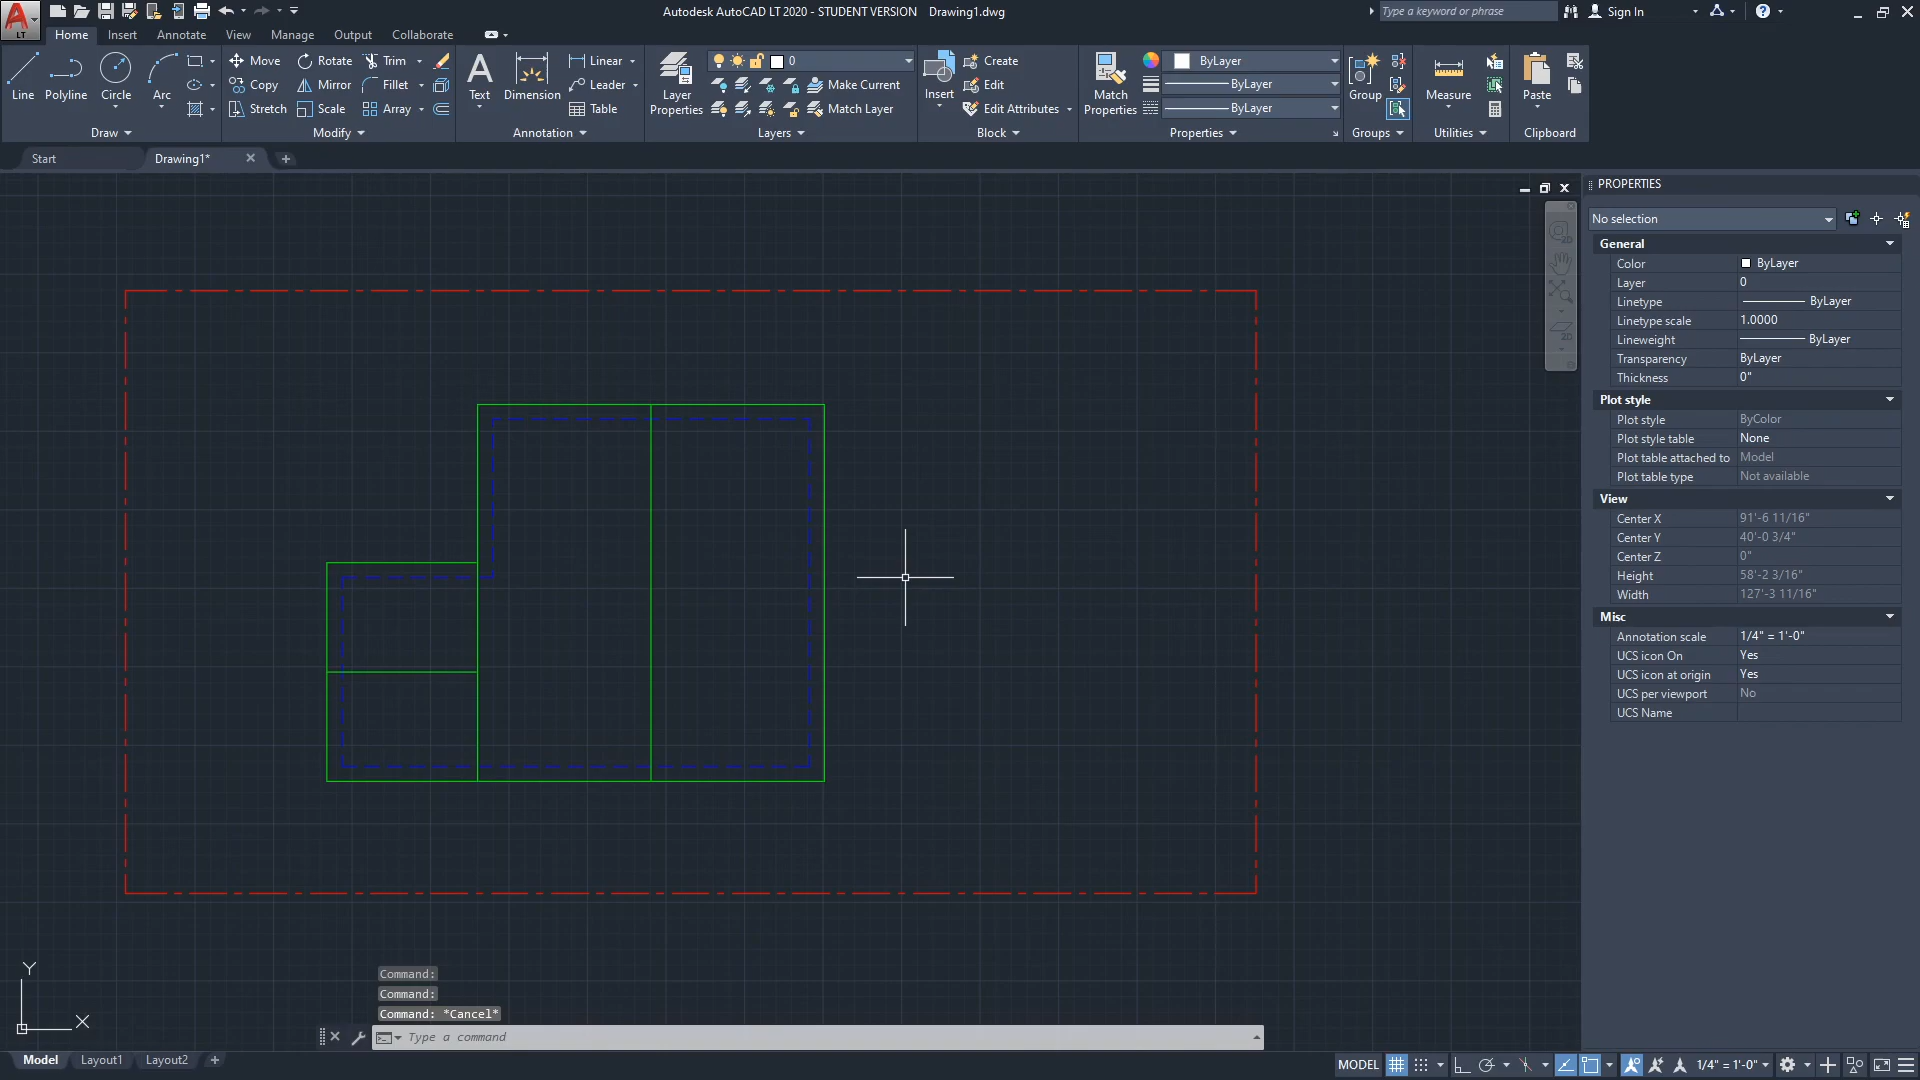 Autodesk AutoCAD LT 2020 - STUDENT VERSION Drawing1.dwg
Type a keyword or phrase
Sign In
LT
Home Insert Annotate View Manage Output Collaborate
Line Polyline Circle Arc
Draw
Move Rotate Trim
Copy Mirror Fillet
Stretch Scale Array
Modify
Text Dimension
Linear
Leader
Table
Annotation
Layer Properties
0
Make Current
Match Layer
Layers
Insert
Create
Edit
Edit Attributes
Block
Match Properties
ByLayer
ByLayer
ByLayer
Properties
Group
Groups
Measure
Utilities
Paste
Clipboard
Start Drawing1*
PROPERTIES
No selection
General
Color ByLayer
Layer 0
Linetype ByLayer
Linetype scale 1.0000
Lineweight ByLayer
Transparency ByLayer
Thickness 0"
Plot style
Plot style ByColor
Plot style table None
Plot table attached to Model
Plot table type Not available
View
Center X 91'-6 11/16"
Center Y 40'-0 3/4"
Center Z 0"
Height 58'-2 3/16"
Width 127'-3 11/16"
Misc
Annotation scale 1/4" = 1'-0"
UCS icon On Yes
UCS icon at origin Yes
UCS per viewport No
UCS Name
2D
2D
Y
X
Command:
Command:
Command: *Cancel*
Type a command
Model Layout1 Layout2
MODEL 1/4" = 1'-0"